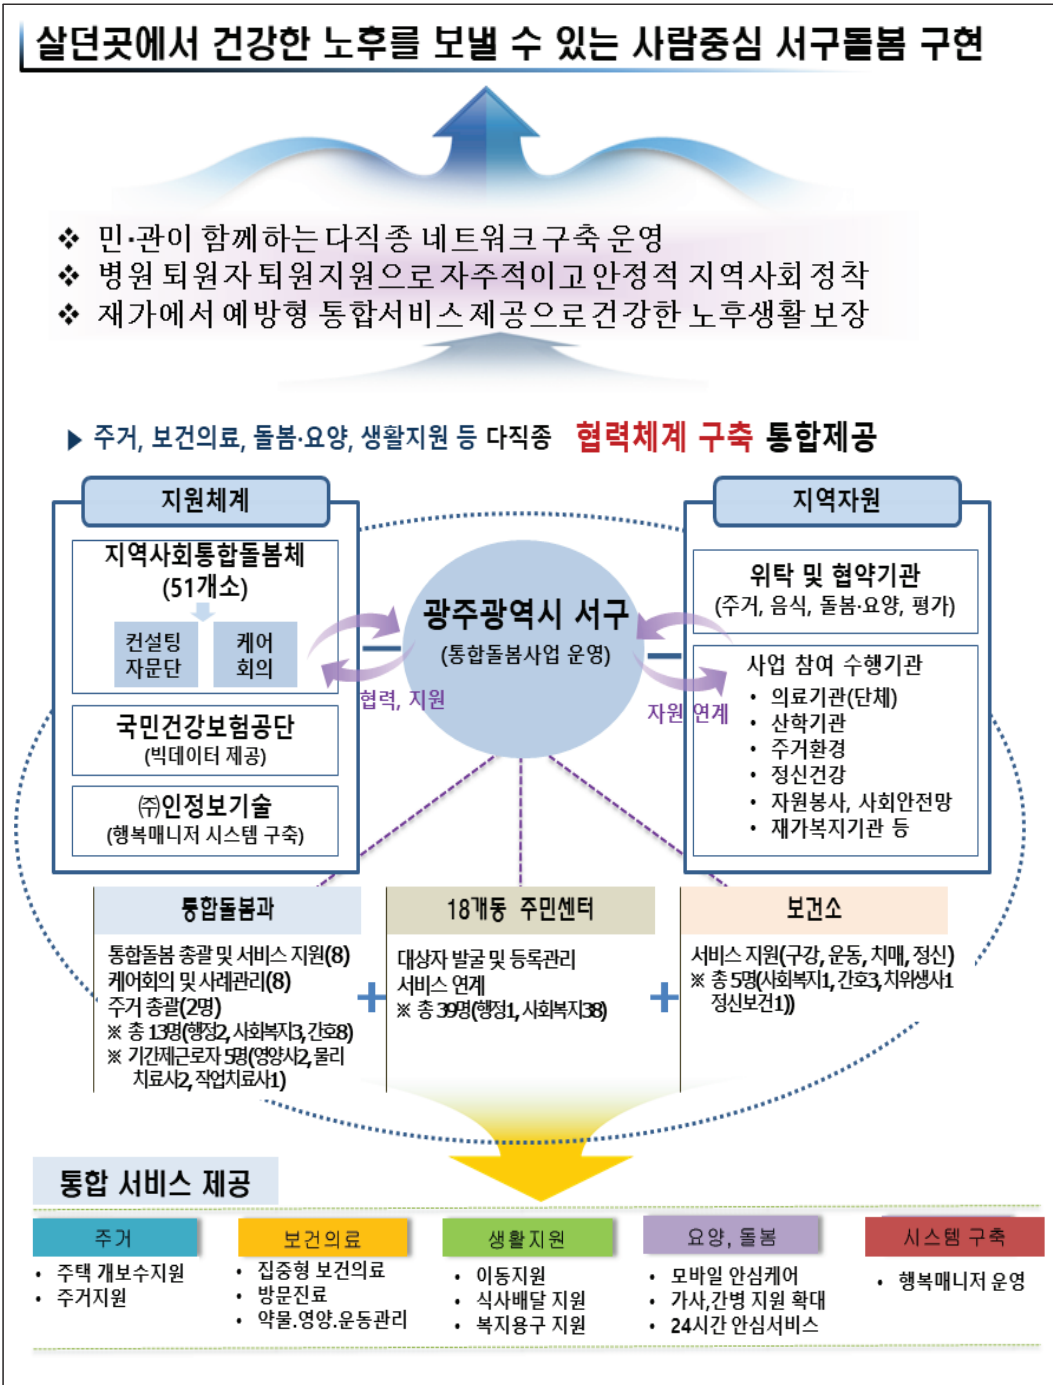 살던곳에서 건강한 노후를 보낼 수 있는 사람중심 서구돌봄 구현
❖ 민·관이 함께하는 다직종 네트워크 구축 운영
❖ 병원 퇴원자 퇴원지원으로 자주적이고 안정적 지역사회 정착
❖ 재가에서 예방형 통합서비스 제공으로 건강한 노후생활 보장
▶ 주거, 보건의료, 돌봄·요양, 생활지원 등 다직종 협력체계 구축 통합제공
지원체계
지역사회통합돌봄체
(51개소)
컨설팅
자문단
케어
회의
국민건강보험공단
(빅데이터 제공)
㈜인정보기술
(행복매니저 시스템 구축)
광주광역시 서구
(통합돌봄사업 운영)
협력, 지원
자원 연계
지역자원
위탁 및 협약기관
(주거, 음식, 돌봄·요양, 평가)
사업 참여 수행기관
• 의료기관(단체)
• 산학기관
• 주거환경
• 정신건강
• 자원봉사, 사회안전망
• 재가복지기관 등
통합돌봄과
통합돌봄 총괄 및 서비스 지원(8)
케어회의 및 사례관리(8)
주거 총괄(2명)
※ 총 13명(행정2, 사회복지3, 간호8)
※ 기간제근로자 5명(영양사2, 물리
치료사2, 작업치료사1)
+
18개동 주민센터
대상자 발굴 및 등록관리
서비스 연계
※ 총 39명(행정1, 사회복지38)
+
보건소
서비스 지원(구강, 운동, 치매, 정신)
※ 총 5명(사회복지1, 간호3, 치위생사1
정신보건1))
통합 서비스 제공
주거
• 주택 개보수지원
• 주거지원
보건의료
• 집중형 보건의료
• 방문진료
• 약물.영양.운동관리
생활지원
• 이동지원
• 식사배달 지원
• 복지용구 지원
요양, 돌봄
• 모바일 안심케어
• 가사,간병 지원 확대
• 24시간 안심서비스
시스템 구축
• 행복매니저 운영